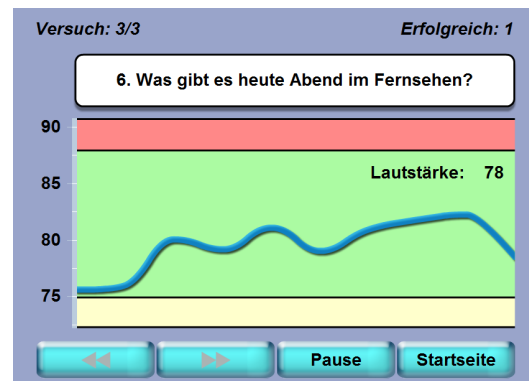 Versuch: 3/3 Erfolgreich: 1
6. Was gibt es heute Abend im Fernsehen?
90
Lautstärke: 78
85
80
75
Pause Startseite